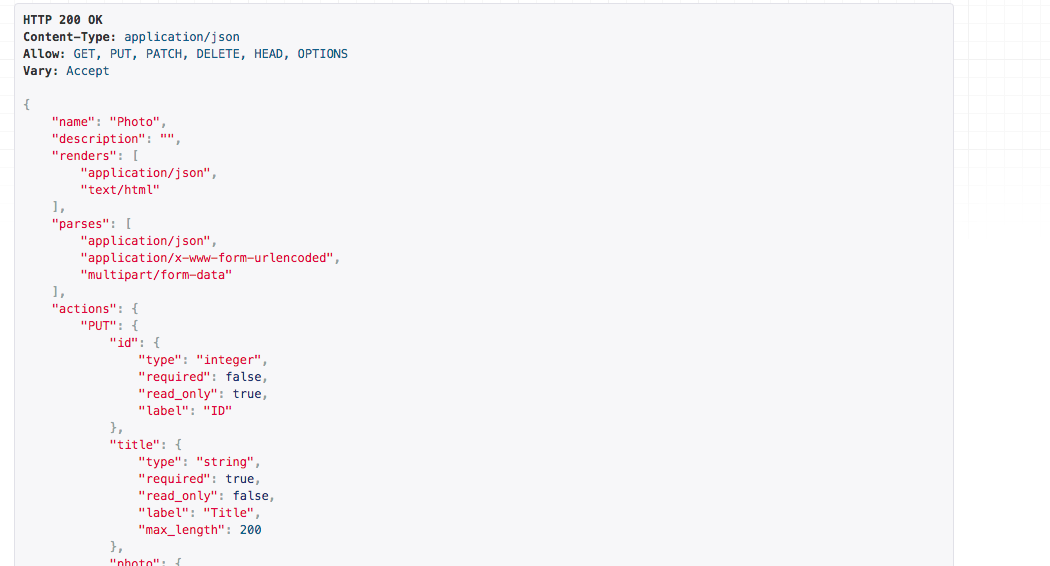 HTTP 200 OK
Content-Type: application/json
Allow: GET, PUT, PATCH, DELETE, HEAD, OPTIONS
Vary: Accept
{
    "name": "Photo",
    "description": "",
    "renders": [
        "application/json",
        "text/html"
    ],
    "parses": [
        "application/json",
        "application/x-www-form-urlencoded",
        "multipart/form-data"
    ],
    "actions": {
        "PUT": {
            "id": {
                "type": "integer",
                "required": false,
                "read_only": true,
                "label": "ID"
            },
            "title": {
                "type": "string",
                "required": true,
                "read_only": false,
                "label": "Title",
                "max_length": 200
            },
            "photo": {